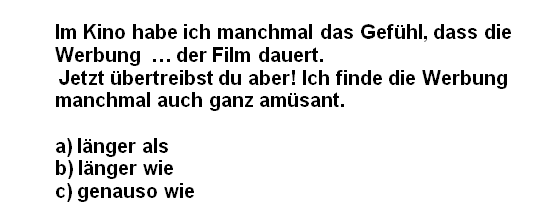 Im Kino habe ich manchmal das Gefühl, dass die
Werbung … der Film dauert.
Jetzt übertreibst du aber! Ich finde die Werbung
manchmal auch ganz amüsant.
a) länger als
b) länger wie
c) genauso wie